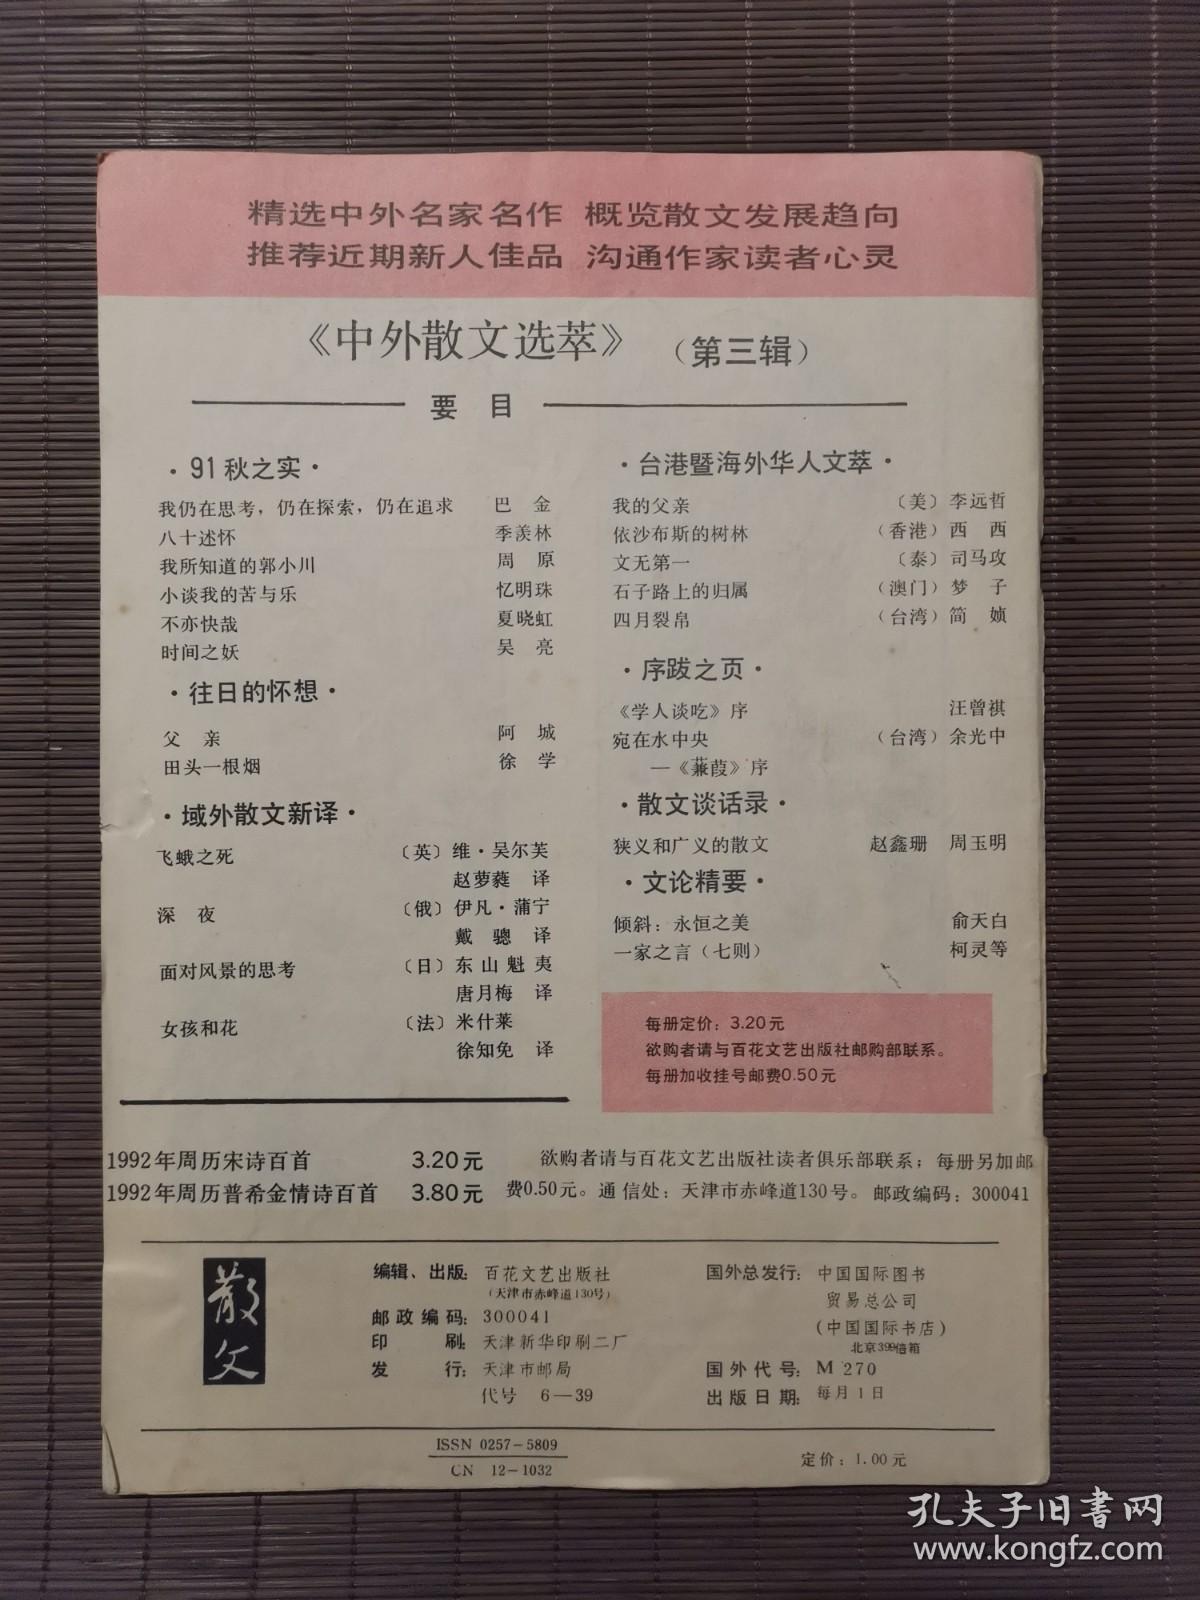 精选中外名家名作 概览散文发展趋向
推荐近期新人佳品 沟通作家读者心灵
《中外散文选萃》 (第三辑)
要 目
·91秋之实·
我仍在思考，仍在探索，仍在追求 巴 金
八十述怀 季羡林
我所知道的郭小川 周 原
小谈我的苦与乐 忆明珠
不亦快哉 夏晓虹
时间之妖 吴 亮
·往日的怀想·
父 亲 阿 城
田头一根烟 徐 学
·域外散文新译·
飞蛾之死 〔英〕维·吴尔芙
赵萝蕤 译
深 夜 〔俄〕伊凡·蒲宁
戴 骢 译
面对风景的思考 〔日〕东山魁夷
唐月梅 译
女孩和花 〔法〕米什莱
徐知免 译
·台港暨海外华人文萃·
我的父亲 〔美〕李远哲
依沙布斯的树林 （香港）西 西
文无第一 〔泰〕司马攻
石子路上的归属 （澳门）梦 子
四月裂帛 （台湾）简 媜
·序跋之页·
《学人谈吃》序 汪曾祺
宛在水中央 （台湾）余光中
—《蒹葭》序
·散文谈话录·
狭义和广义的散文 赵鑫珊 周玉明
·文论精要·
倾斜：永恒之美 俞天白
一家之言（七则） 柯灵等
每册定价：3.20元
欲购者请与百花文艺出版社邮购部联系。
每册加收挂号邮费0.50元
1992年周历宋诗百首 3.20元
1992年周历普希金情诗百首 3.80元
欲购者请与百花文艺出版社读者俱乐部联系；每册另加邮
费0.50元。通信处：天津市赤峰道130号。邮政编码：300041
散文
编辑、出版：百花文艺出版社
（天津市赤峰道130号）
邮政编码：300041
印 刷：天津新华印刷二厂
发 行：天津市邮局
代号 6—39
国外总发行：中国国际图书
贸易总公司
（中国国际书店）
北京399信箱
国外代号：M 270
出版日期：每月1日
ISSN 0257-5809
CN 12-1032
定价：1.00元
孔夫子旧书网
www.kongfz.com